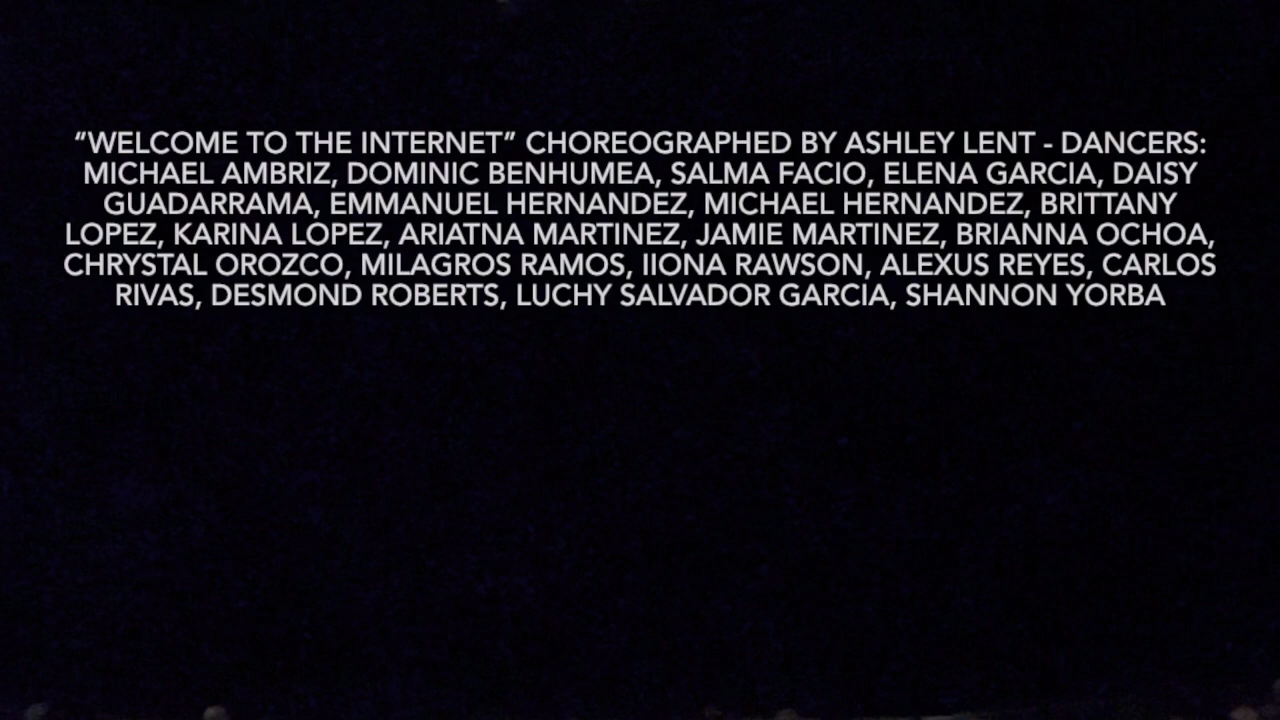 “WELCOME TO THE INTERNET” CHOREOGRAPHED BY ASHLEY LENT - DANCERS:
MICHAEL AMBRIZ, DOMINIC BENHUMEA, SALMA FACIO, ELENA GARCIA, DAISY
GUADARRAMA, EMMANUEL HERNANDEZ, MICHAEL HERNANDEZ, BRITTANY
LOPEZ, KARINA LOPEZ, ARIATNA MARTINEZ, JAMIE MARTINEZ, BRIANNA OCHOA,
CHRYSTAL OROZCO, MILAGROS RAMOS, IIONA RAWSON, ALEXUS REYES, CARLOS
RIVAS, DESMOND ROBERTS, LUCHY SALVADOR GARCIA, SHANNON YORBA